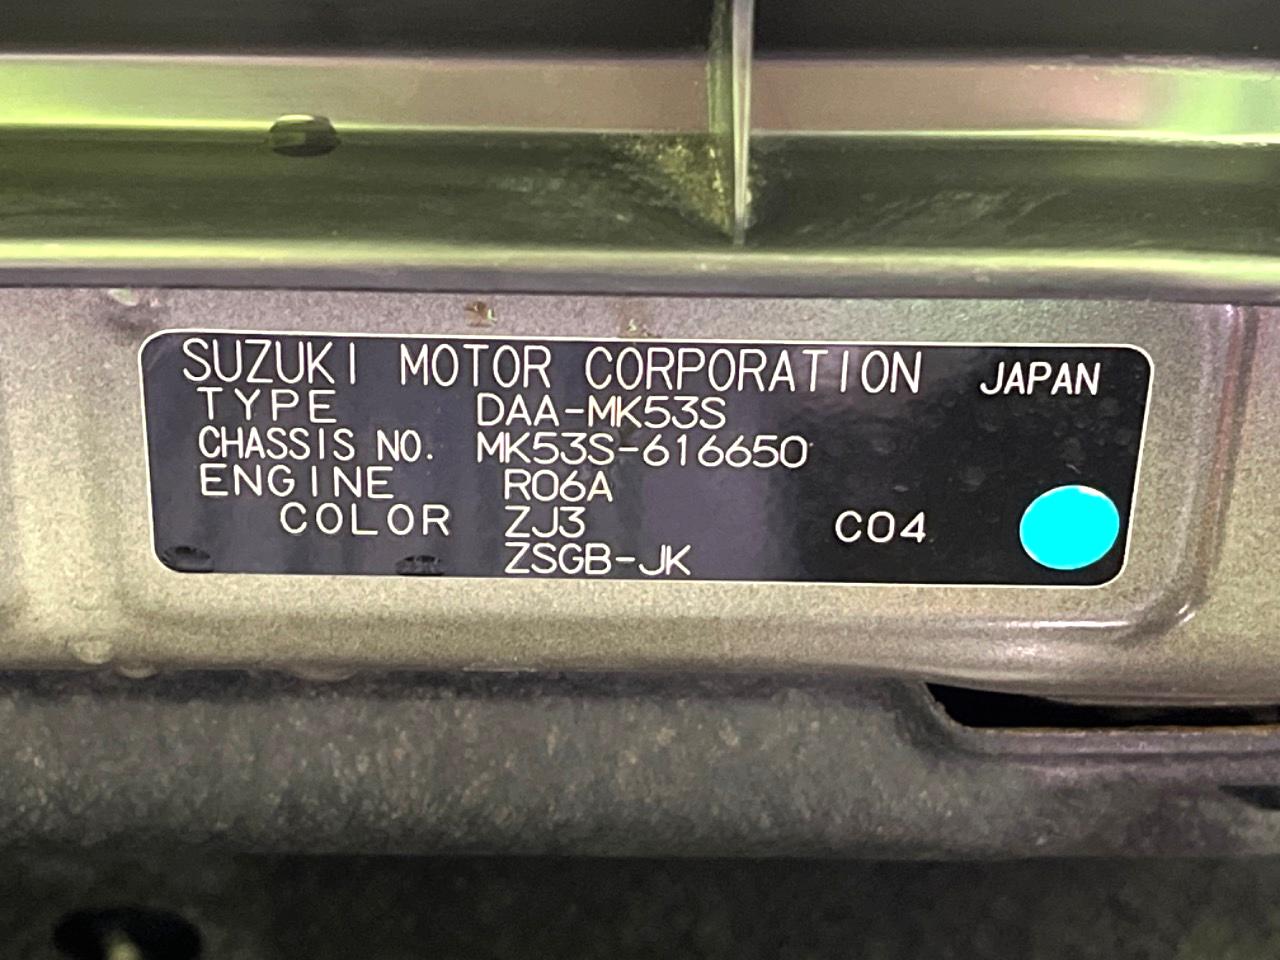 SUZUKI MOTOR CORPORATION JAPAN
TYPE DAA-MK53S
CHASSIS NO. MK53S-616650
ENGINE R06A
COLOR ZJ3 C04
ZSGB-JK